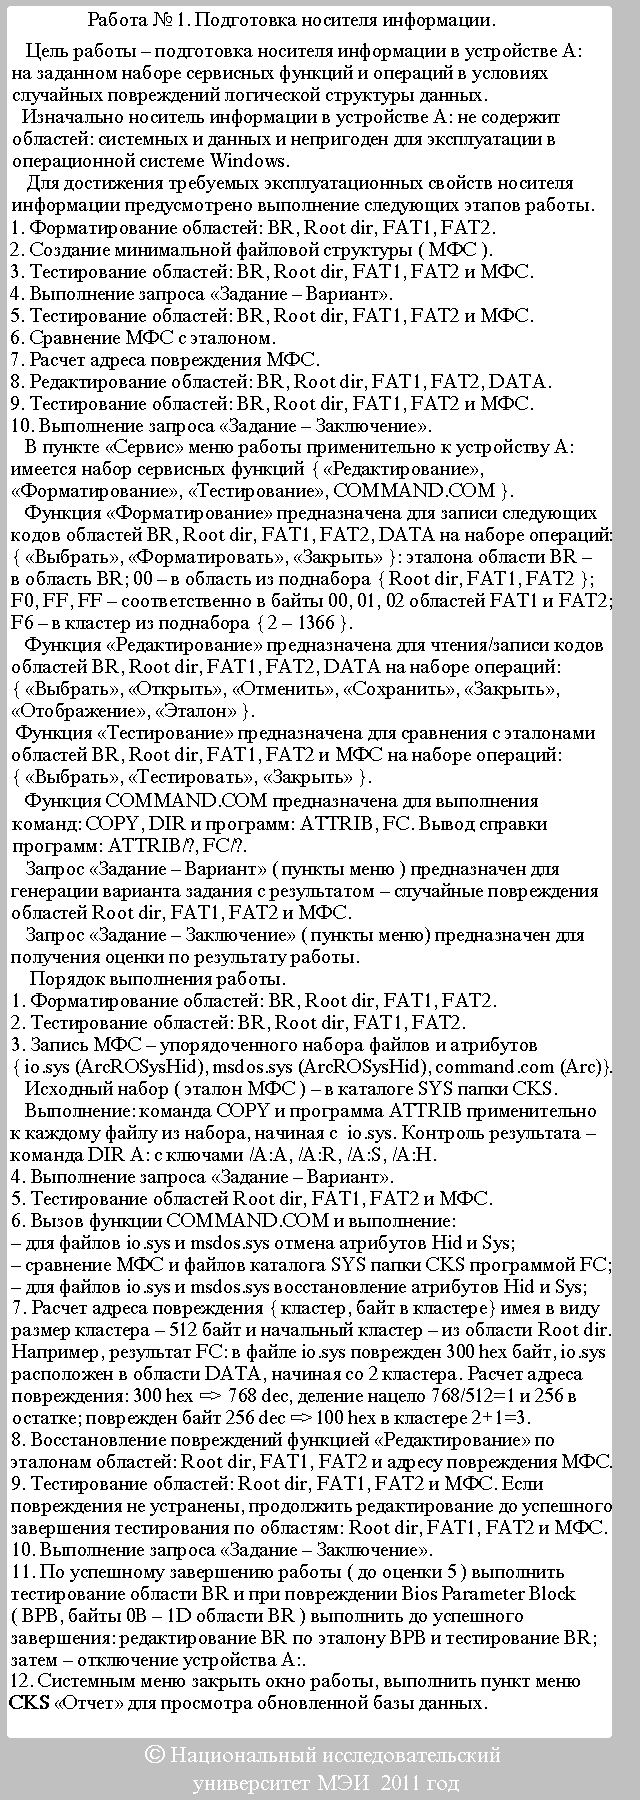 Работа № 1. Подготовка носителя информации.
Цель работы – подготовка носителя информации в устройстве А:
на заданном наборе сервисных функций и операций в условиях
случайных повреждений логической структуры данных.
Изначально носитель информации в устройстве А: не содержит
областей: системных и данных и непригоден для эксплуатации в
операционной системе Windows.
Для достижения требуемых эксплуатационных свойств носителя
информации предусмотрено выполнение следующих этапов работы.
1. Форматирование областей: BR, Root dir, FAT1, FAT2.
2. Создание минимальной файловой структуры ( МФС ).
3. Тестирование областей: BR, Root dir, FAT1, FAT2 и МФС.
4. Выполнение запроса «Задание – Вариант».
5. Тестирование областей: BR, Root dir, FAT1, FAT2 и МФС.
6. Сравнение МФС с эталоном.
7. Расчет адреса повреждения МФС.
8. Редактирование областей: BR, Root dir, FAT1, FAT2, DATA.
9. Тестирование областей: BR, Root dir, FAT1, FAT2 и МФС.
10. Выполнение запроса «Задание – Заключение».
В пункте «Сервис» меню работы применительно к устройству А:
имеется набор сервисных функций { «Редактирование»,
«Форматирование», «Тестирование», COMMAND.COM }.
Функция «Форматирование» предназначена для записи следующих
кодов областей BR, Root dir, FAT1, FAT2, DATA на наборе операций:
{ «Выбрать», «Форматировать», «Закрыть» }: эталона области BR –
в область BR; 00 – в область из поднабора { Root dir, FAT1, FAT2 };
F0, FF, FF – соответственно в байты 00, 01, 02 областей FAT1 и FAT2;
F6 – в кластер из поднабора { 2 – 1366 }.
Функция «Редактирование» предназначена для чтения/записи кодов
областей BR, Root dir, FAT1, FAT2, DATA на наборе операций:
{ «Выбрать», «Открыть», «Отменить», «Сохранить», «Закрыть»,
«Отображение», «Эталон» }.
Функция «Тестирование» предназначена для сравнения с эталонами
областей BR, Root dir, FAT1, FAT2 и МФС на наборе операций:
{ «Выбрать», «Тестировать», «Закрыть» }.
Функция COMMAND.COM предназначена для выполнения
команд: COPY, DIR и программ: ATTRIB, FC. Вывод справки
программ: ATTRIB/?, FC/?.
Запрос «Задание – Вариант» ( пункты меню ) предназначен для
генерации варианта задания с результатом – случайные повреждения
областей Root dir, FAT1, FAT2 и МФС.
Запрос «Задание – Заключение» ( пункты меню) предназначен для
получения оценки по результату работы.
Порядок выполнения работы.
1. Форматирование областей: BR, Root dir, FAT1, FAT2.
2. Тестирование областей: BR, Root dir, FAT1, FAT2.
3. Запись МФС – упорядоченного набора файлов и атрибутов
{ io.sys (ArcROSysHid), msdos.sys (ArcROSysHid), command.com (Arc)}.
Исходный набор ( эталон МФС ) – в каталоге SYS папки CKS.
Выполнение: команда COPY и программа ATTRIB применительно
к каждому файлу из набора, начиная с io.sys. Контроль результата –
команда DIR A: с ключами /A:A, /A:R, /A:S, /A:H.
4. Выполнение запроса «Задание – Вариант».
5. Тестирование областей Root dir, FAT1, FAT2 и МФС.
6. Вызов функции COMMAND.COM и выполнение:
– для файлов io.sys и msdos.sys отмена атрибутов Hid и Sys;
– сравнение МФС и файлов каталога SYS папки CKS программой FC;
– для файлов io.sys и msdos.sys восстановление атрибутов Hid и Sys;
7. Расчет адреса повреждения { кластер, байт в кластере} имея в виду
размер кластера – 512 байт и начальный кластер – из области Root dir.
Например, результат FC: в файле io.sys поврежден 300 hex байт, io.sys
расположен в области DATA, начиная со 2 кластера. Расчет адреса
повреждения: 300 hex ⇨ 768 dec, деление нацело 768/512=1 и 256 в
остатке; поврежден байт 256 dec ⇨ 100 hex в кластере 2+1=3.
8. Восстановление повреждений функцией «Редактирование» по
эталонам областей: Root dir, FAT1, FAT2 и адресу повреждения МФС.
9. Тестирование областей: Root dir, FAT1, FAT2 и МФС. Если
повреждения не устранены, продолжить редактирование до успешного
завершения тестирования по областям: Root dir, FAT1, FAT2 и МФС.
10. Выполнение запроса «Задание – Заключение».
11. По успешному завершению работы ( до оценки 5 ) выполнить
тестирование области BR и при повреждении Bios Parameter Block
( BPB, байты 0B – 1D области BR ) выполнить до успешного
завершения: редактирование BR по эталону BPB и тестирование BR;
затем – отключение устройства А:.
12. Системным меню закрыть окно работы, выполнить пункт меню
CKS «Отчет» для просмотра обновленной базы данных.
© Национальный исследовательский
университет МЭИ 2011 год